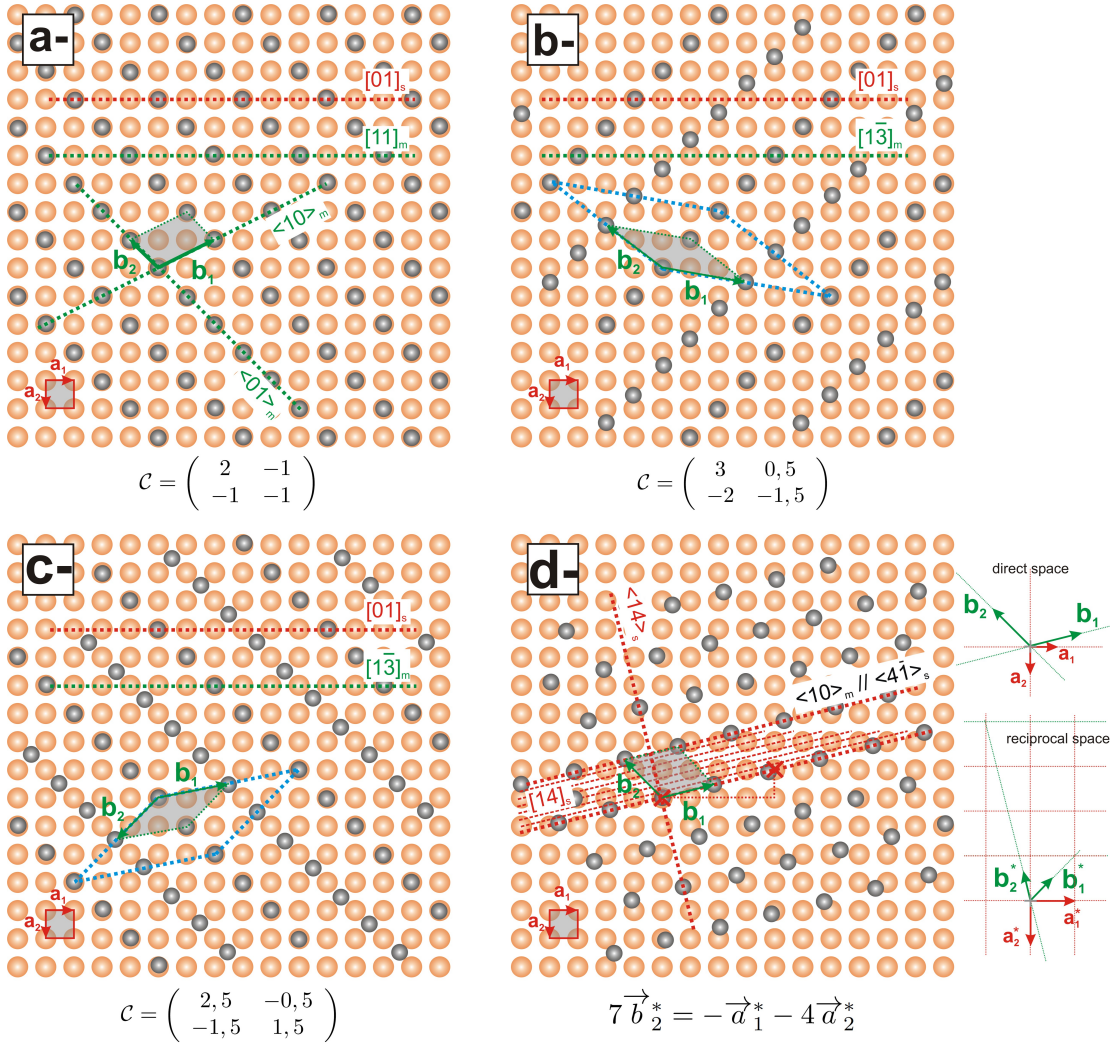 a-
[01]s
[11]m
<10>m
b₂
b₁
<01>m
a₁
a₂
C = ( 2 −1
−1 −1 )
b-
[01]s
[13̅]m
b₂
b₁
a₁
a₂
C = ( 3 0,5
−2 −1,5 )
c-
[01]s
[13̅]m
b₁
b₂
a₁
a₂
C = ( 2,5 −0,5
−1,5 1,5 )
d-
<14>s
<10>m // <41̅>s
[14]s
b₂
b₁
a₁
a₂
7 b⃗₂* = −a⃗₁* − 4 a⃗₂*
direct space
b₂
b₁
a₁
a₂
reciprocal space
b₂*
b₁*
a₁*
a₂*